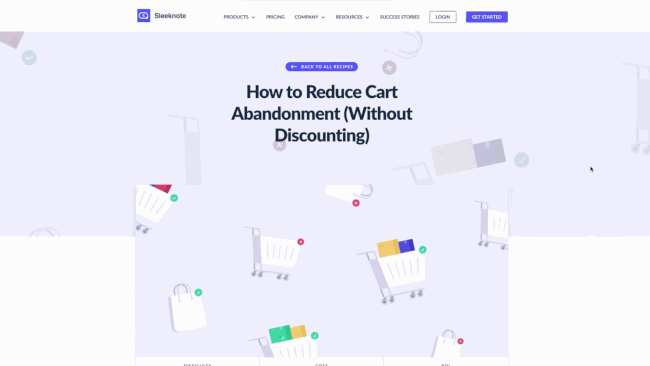 Sleeknote
PRODUCTS PRICING COMPANY RESOURCES SUCCESS STORIES LOGIN GET STARTED
BACK TO ALL RECIPES
How to Reduce Cart
Abandonment (Without
Discounting)